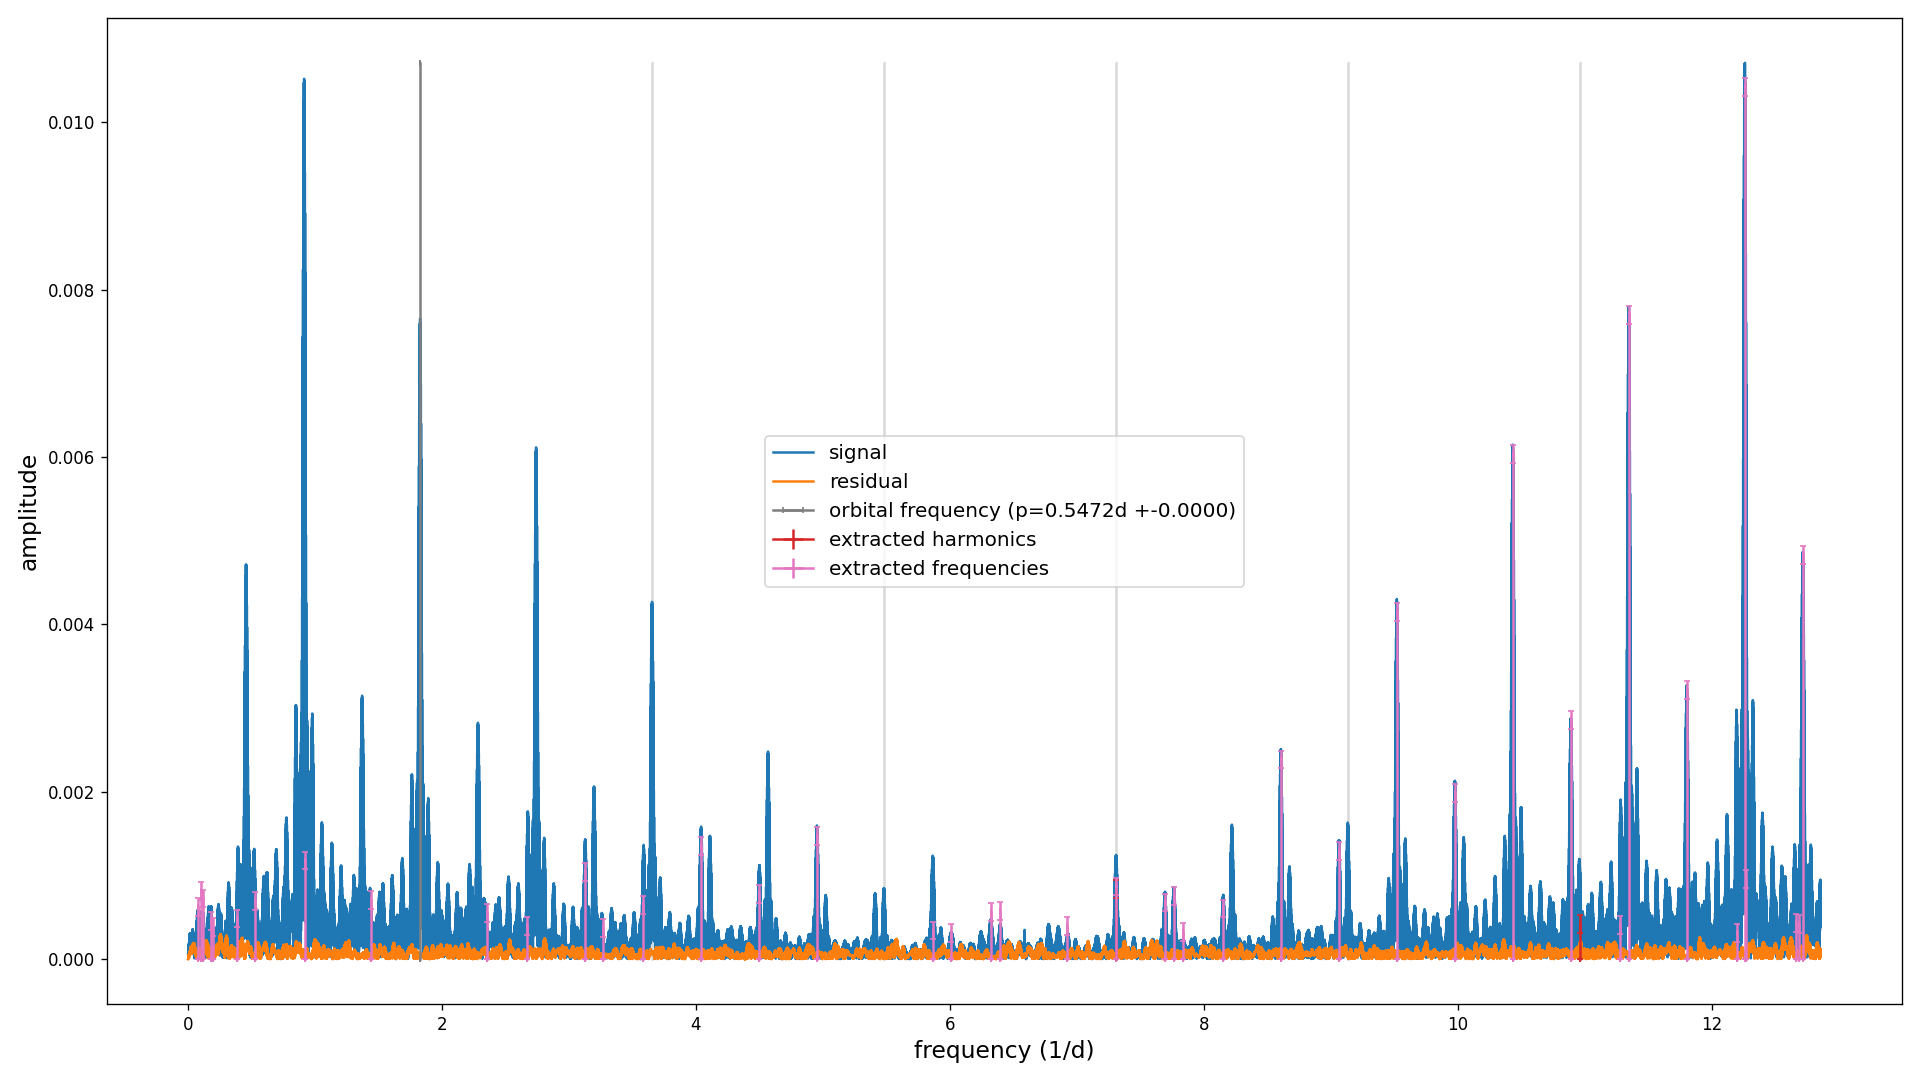 0.010
0.008
0.006
0.004
0.002
0.000
amplitude
signal
residual
orbital frequency (p=0.5472d +-0.0000)
extracted harmonics
extracted frequencies
0 2 4 6 8 10 12
frequency (1/d)